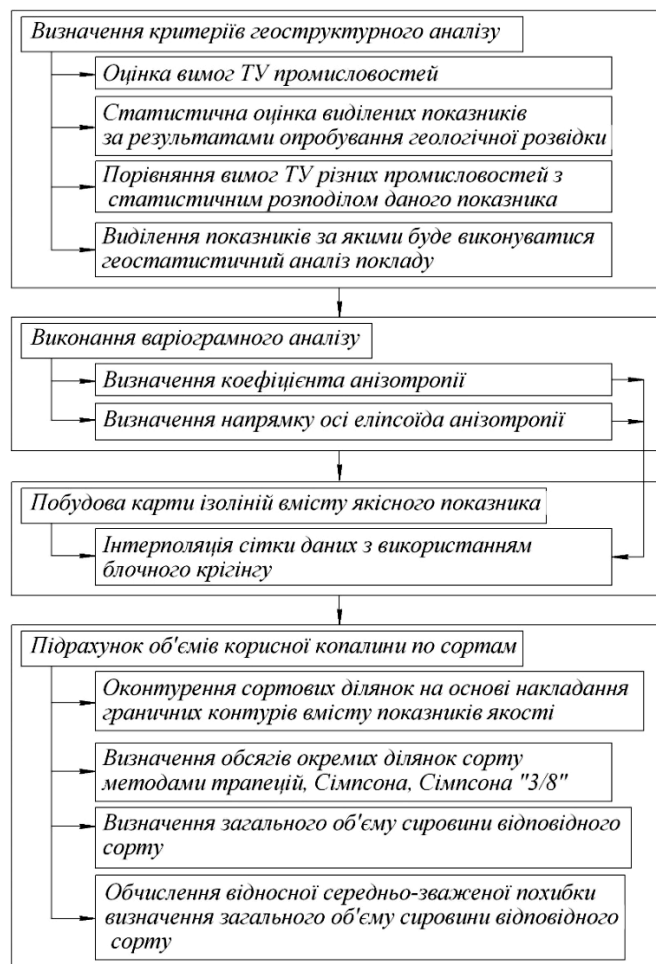 Визначення критеріїв геоструктурного аналізу
Оцінка вимог ТУ промисловостей
Статистична оцінка виділених показників
за результатами опробування геологічної розвідки
Порівняння вимог ТУ різних промисловостей з
статистичним розподілом даного показника
Виділення показників за якими буде виконуватися
геостатистичний аналіз покладу
Виконання варіограмного аналізу
Визначення коефіцієнта анізотропії
Визначення напрямку осі еліпсоїда анізотропії
Побудова карти ізоліній вмісту якісного показника
Інтерполяція сітки даних з використанням
блочного крігінгу
Підрахунок об'ємів корисної копалини по сортам
Оконтурення сортових ділянок на основі накладання
граничних контурів вмісту показників якості
Визначення обсягів окремих ділянок сорту
методами трапецій, Сімпсона, Сімпсона "3/8"
Визначення загального об'єму сировини відповідного
сорту
Обчислення відносної середньо-зваженої похибки
визначення загального об'єму сировини відповідного
сорту